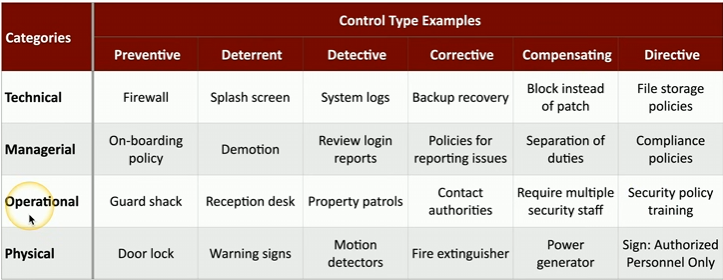 Categories
Control Type Examples
Preventive Deterrent Detective Corrective Compensating Directive
Technical Firewall Splash screen System logs Backup recovery Block instead of patch File storage policies
Managerial On-boarding policy Demotion Review login reports Policies for reporting issues Separation of duties Compliance policies
Operational Guard shack Reception desk Property patrols Contact authorities Require multiple security staff Security policy training
Physical Door lock Warning signs Motion detectors Fire extinguisher Power generator Sign: Authorized Personnel Only